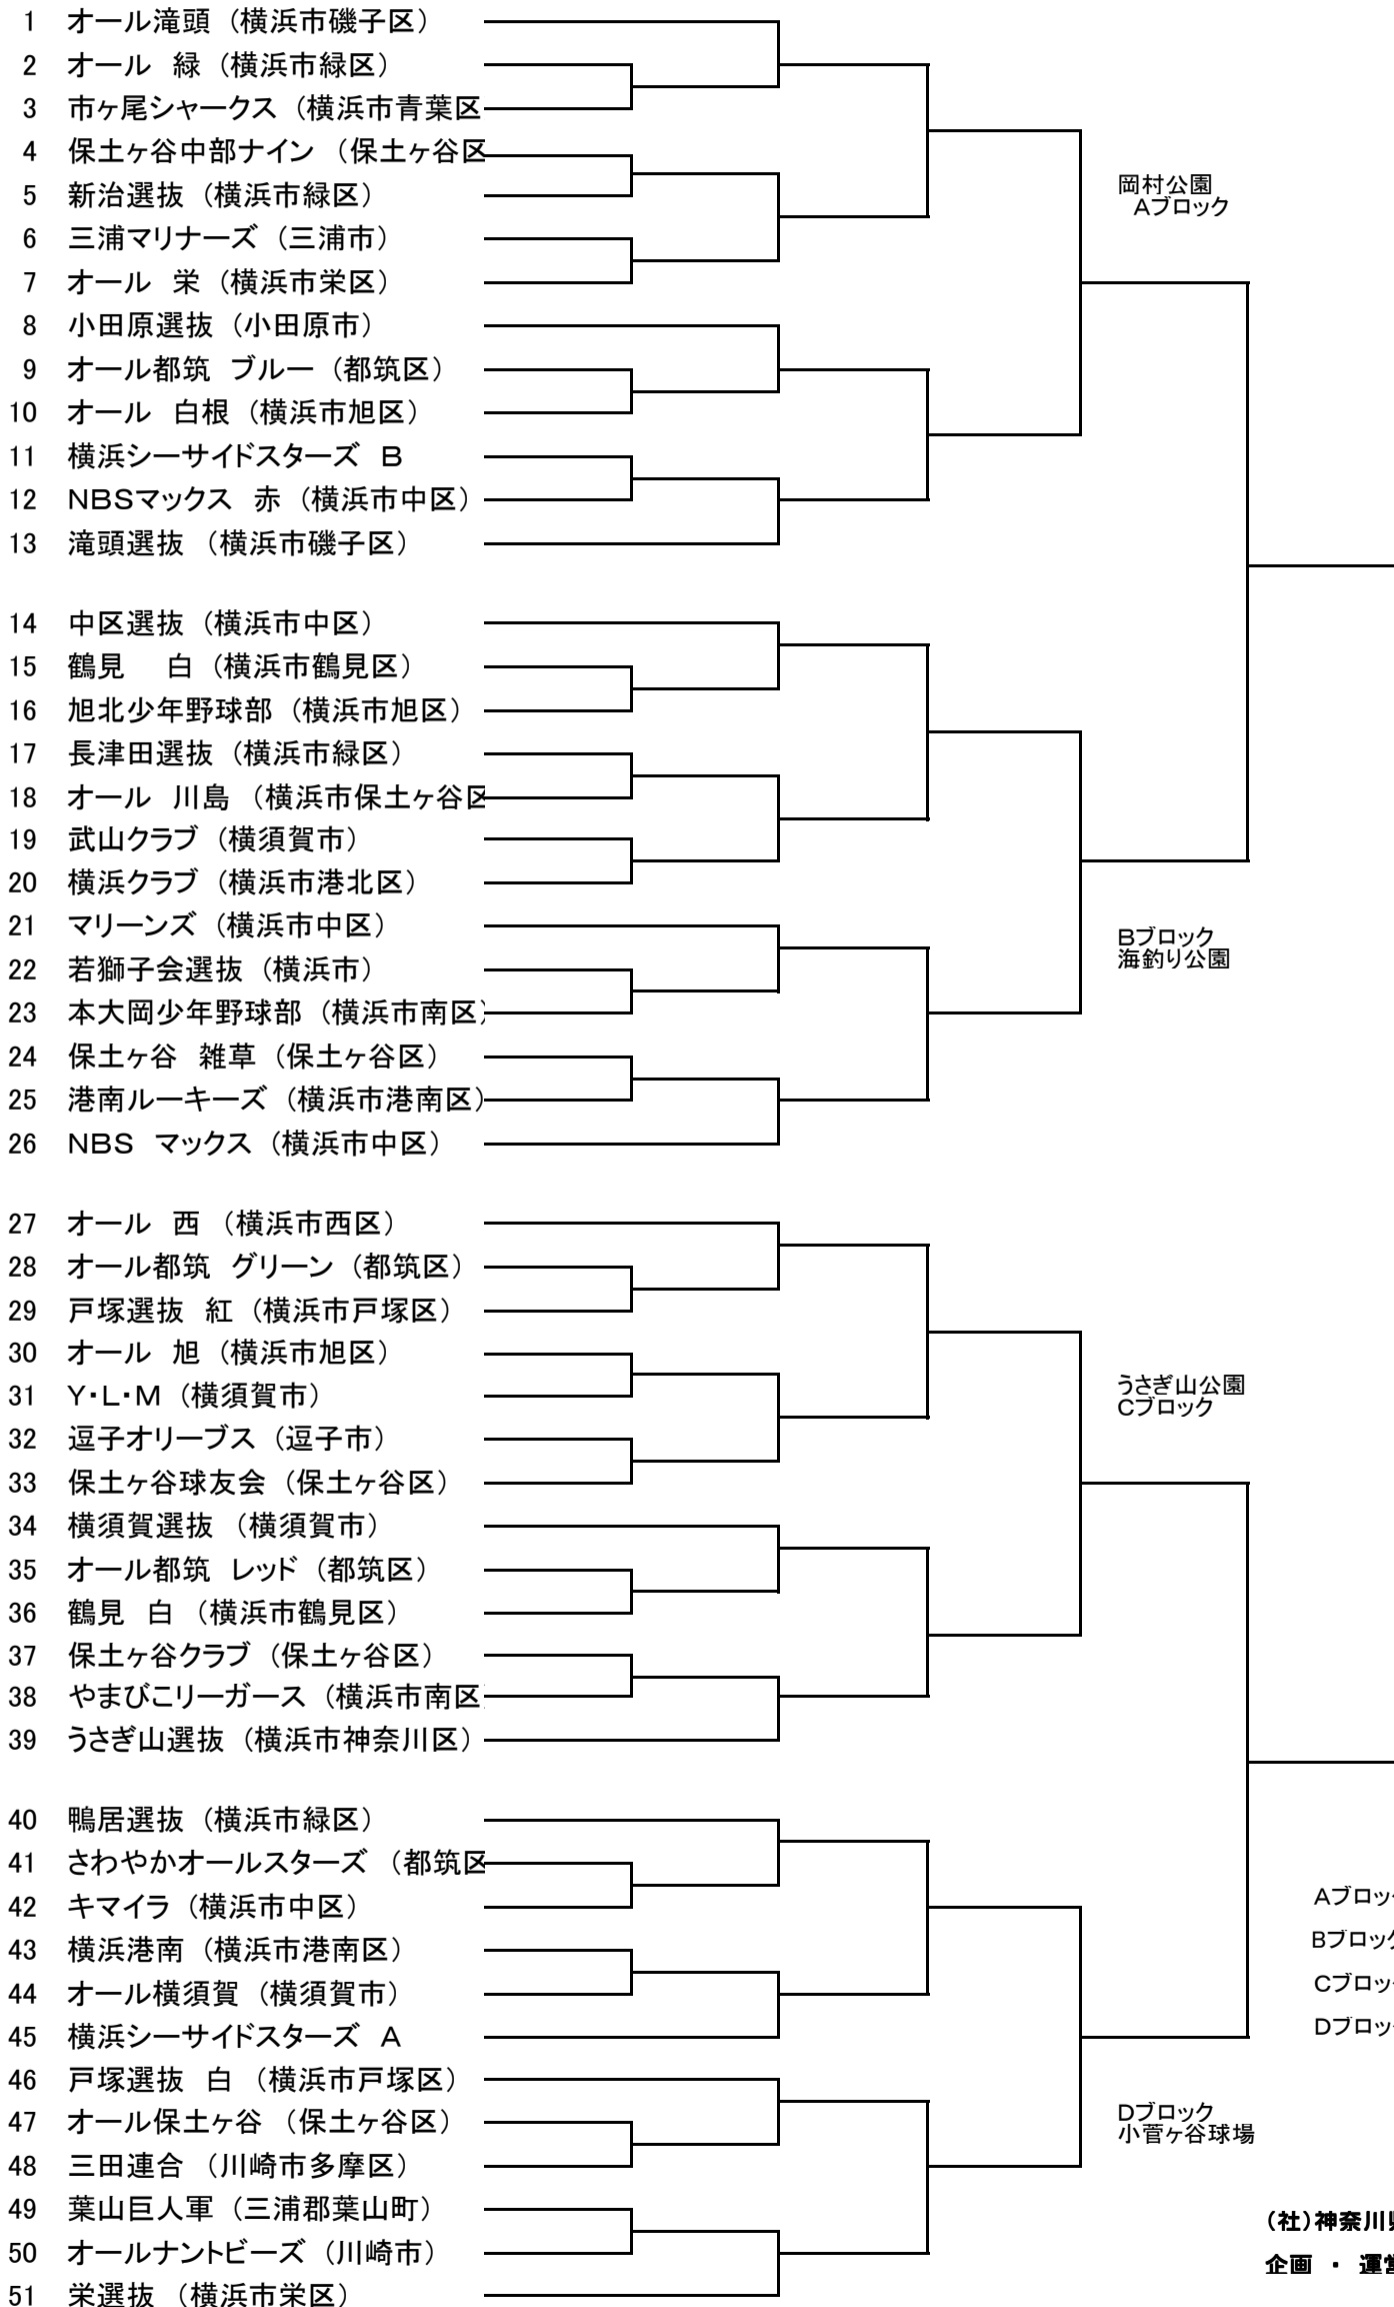 1 オール滝頭 （横浜市磯子区）
2 オール 緑 （横浜市緑区）
3 市ヶ尾シャークス （横浜市青葉区
4 保土ヶ谷中部ナイン （保土ヶ谷区
5 新治選抜 （横浜市緑区）
6 三浦マリナーズ （三浦市）
7 オール 栄 （横浜市栄区）
8 小田原選抜 （小田原市）
9 オール都筑 ブルー （都筑区）
10 オール 白根 （横浜市旭区）
11 横浜シーサイドスターズ B
12 NBSマックス 赤 （横浜市中区）
13 滝頭選抜 （横浜市磯子区）
岡村公園
Aブロック
14 中区選抜 （横浜市中区）
15 鶴見 白 （横浜市鶴見区）
16 旭北少年野球部 （横浜市旭区）
17 長津田選抜 （横浜市緑区）
18 オール 川島 （横浜市保土ヶ谷区
19 武山クラブ （横須賀市）
20 横浜クラブ （横浜市港北区）
21 マリーンズ （横浜市中区）
22 若獅子会選抜 （横浜市）
23 本大岡少年野球部 （横浜市南区）
24 保土ヶ谷 雑草 （保土ヶ谷区）
25 港南ルーキーズ （横浜市港南区）
26 NBS マックス （横浜市中区）
Bブロック
海釣り公園
27 オール 西 （横浜市西区）
28 オール都筑 グリーン （都筑区）
29 戸塚選抜 紅 （横浜市戸塚区）
30 オール 旭 （横浜市旭区）
31 Y・L・M （横須賀市）
32 逗子オリーブス （逗子市）
33 保土ヶ谷球友会 （保土ヶ谷区）
34 横須賀選抜 （横須賀市）
35 オール都筑 レッド （都筑区）
36 鶴見 白 （横浜市鶴見区）
37 保土ヶ谷クラブ （保土ヶ谷区）
38 やまびこリーガース （横浜市南区
39 うさぎ山選抜 （横浜市神奈川区）
うさぎ山公園
Cブロック
40 鴨居選抜 （横浜市緑区）
41 さわやかオールスターズ （都筑区
42 キマイラ （横浜市中区）
43 横浜港南 （横浜市港南区）
44 オール横須賀 （横須賀市）
45 横浜シーサイドスターズ A
46 戸塚選抜 白 （横浜市戸塚区）
47 オール保土ヶ谷 （保土ヶ谷区）
48 三田連合 （川崎市多摩区）
49 葉山巨人軍 （三浦郡葉山町）
50 オールナントビーズ （川崎市）
51 栄選抜 （横浜市栄区）
Dブロック
小菅ヶ谷球場
Aブロッ
Bブロック
Cブロッ
Dブロッ
（社）神奈川
企画 ・ 運営